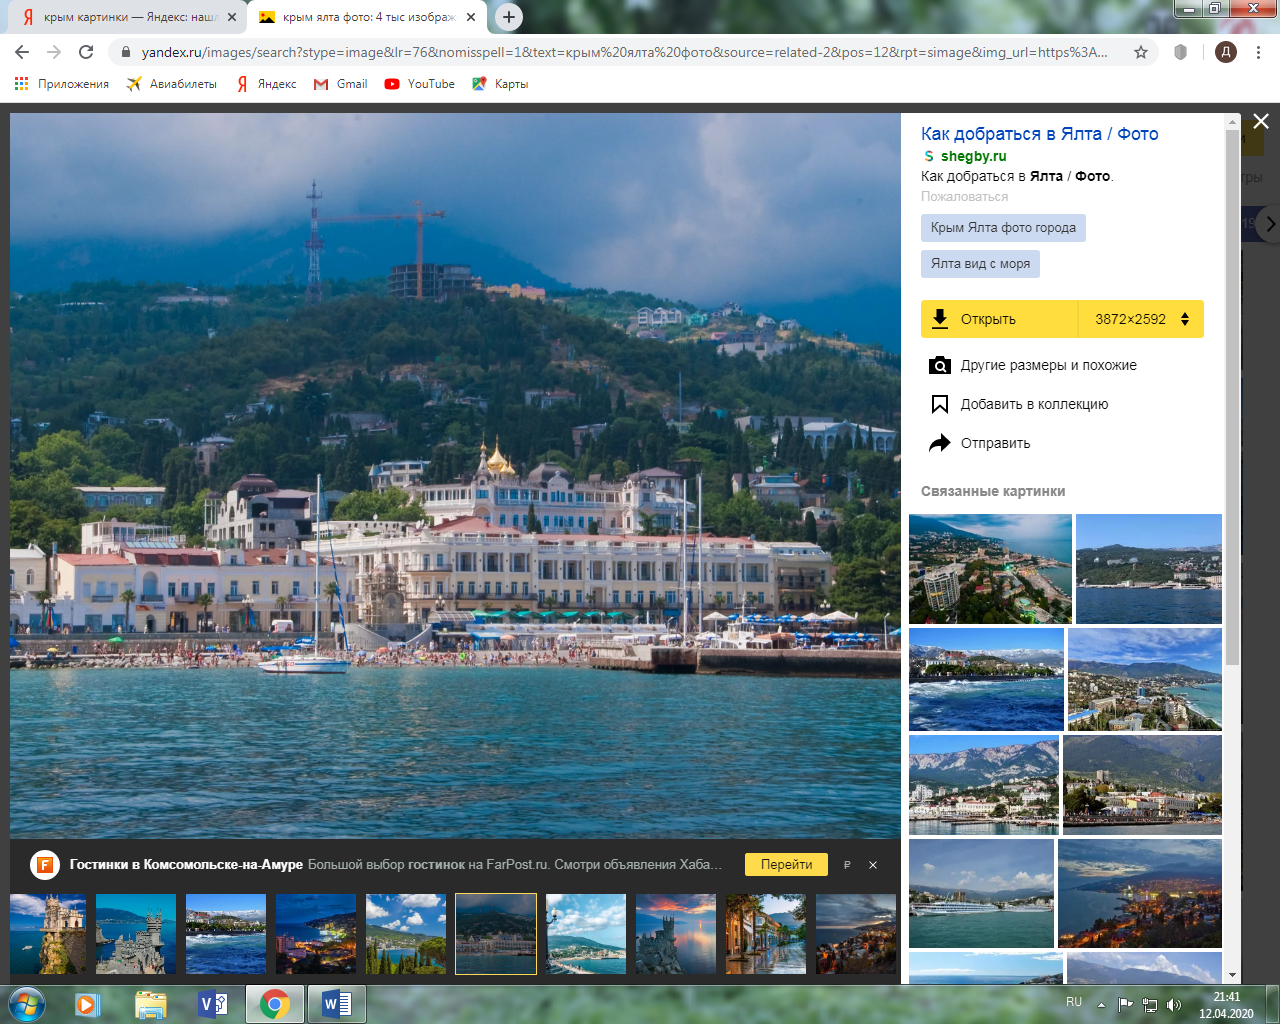 крым картинки — Яндекс: нашл
крым ялта фото: 4 тыс изображ
yandex.ru/images/search?stype=image&lr=76&nomisspell=1&text=крым%20ялта%20фото&source=related-2&pos=12&rpt=simage&img_url=https%3A...
Д
Приложения
Авиабилеты
Яндекс
Gmail
YouTube
Карты
Как добраться в Ялта / Фото
shegby.ru
Как добраться в Ялта / Фото.
Пожаловаться
Крым Ялта фото города
Ялта вид с моря
Открыть
3872×2592
Другие размеры и похожие
Добавить в коллекцию
Отправить
Связанные картинки
Гостинки в Комсомольске-на-Амуре Большой выбор гостинок на FarPost.ru. Смотри объявления Хаба...
Перейти
RU
21:41
12.04.2020